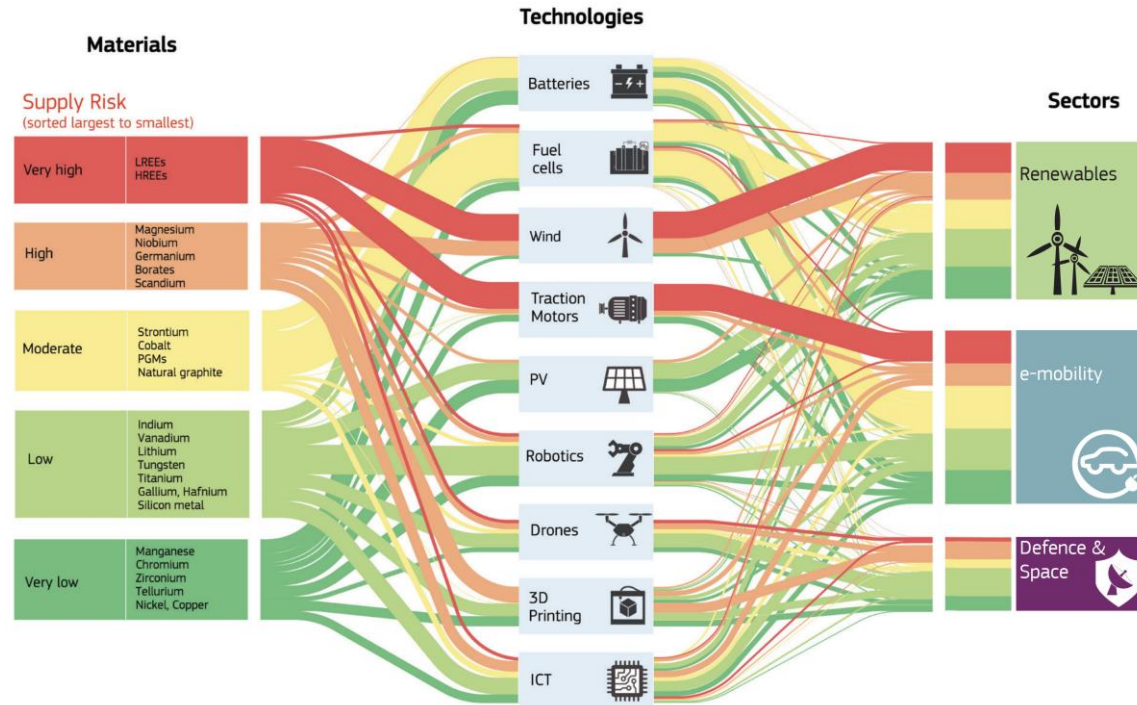 Technologies
Materials
Sectors
Supply Risk
(sorted largest to smallest)
Very high
LREEs
HREEs
High
Magnesium
Niobium
Germanium
Borates
Scandium
Moderate
Strontium
Cobalt
PGMs
Natural graphite
Low
Indium
Vanadium
Lithium
Tungsten
Titanium
Gallium, Hafnium
Silicon metal
Very low
Manganese
Chromium
Zirconium
Tellurium
Nickel, Copper
Batteries
Fuel
cells
Wind
Traction
Motors
PV
Robotics
Drones
3D
Printing
ICT
Renewables
e-mobility
Defence &
Space